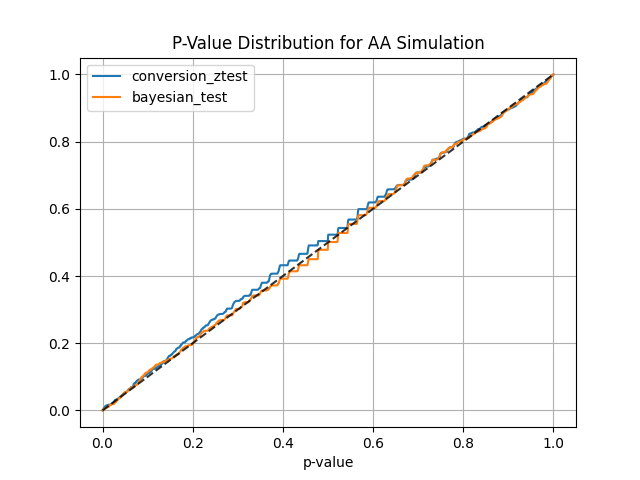 P-Value Distribution for AA Simulation
conversion_ztest
bayesian_test
1.0
0.8
0.6
0.4
0.2
0.0
0.0 0.2 0.4 0.6 0.8 1.0
p-value